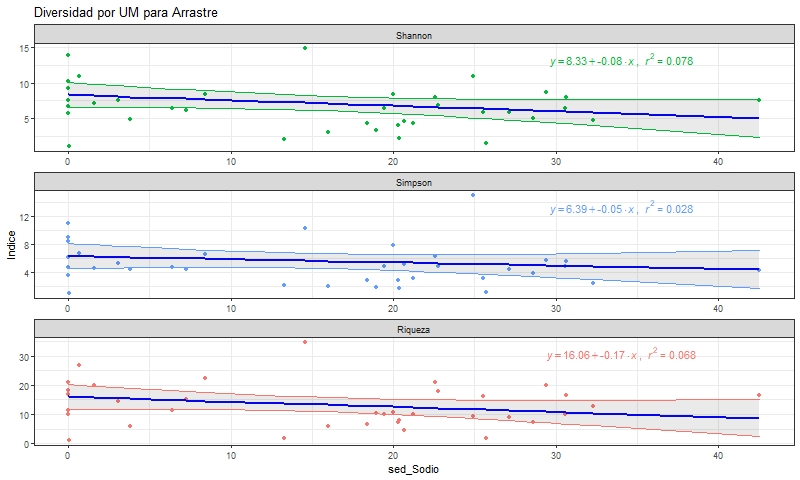 Diversidad por UM para Arrastre
Shannon
y = 8.33 + -0.08 · x , r² = 0.078
15
10
5
0 10 20 30 40
Simpson
y = 6.39 + -0.05 · x , r² = 0.028
12
8
4
0 10 20 30 40
Indice
Riqueza
y = 16.06 + -0.17 · x , r² = 0.068
30
20
10
0
0 10 20 30 40
sed_Sodio